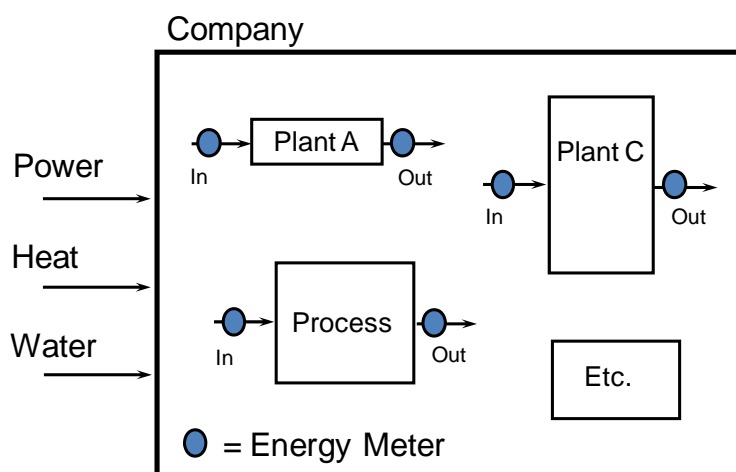 Company
Power
Heat
Water
Plant A
In
Out
Plant C
In
Out
Process
In
Out
Etc.
= Energy Meter